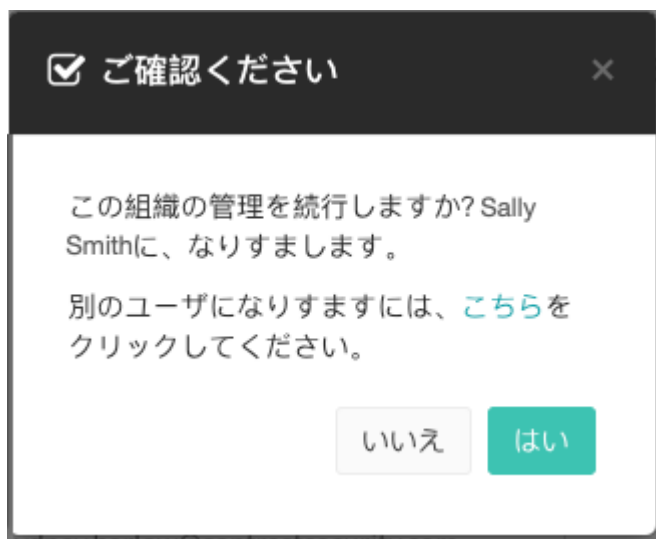 ご確認ください
この組織の管理を続行しますか? Sally
Smithに、なりすまします。
別のユーザになりすますには、こちらを
クリックしてください。
いいえ はい